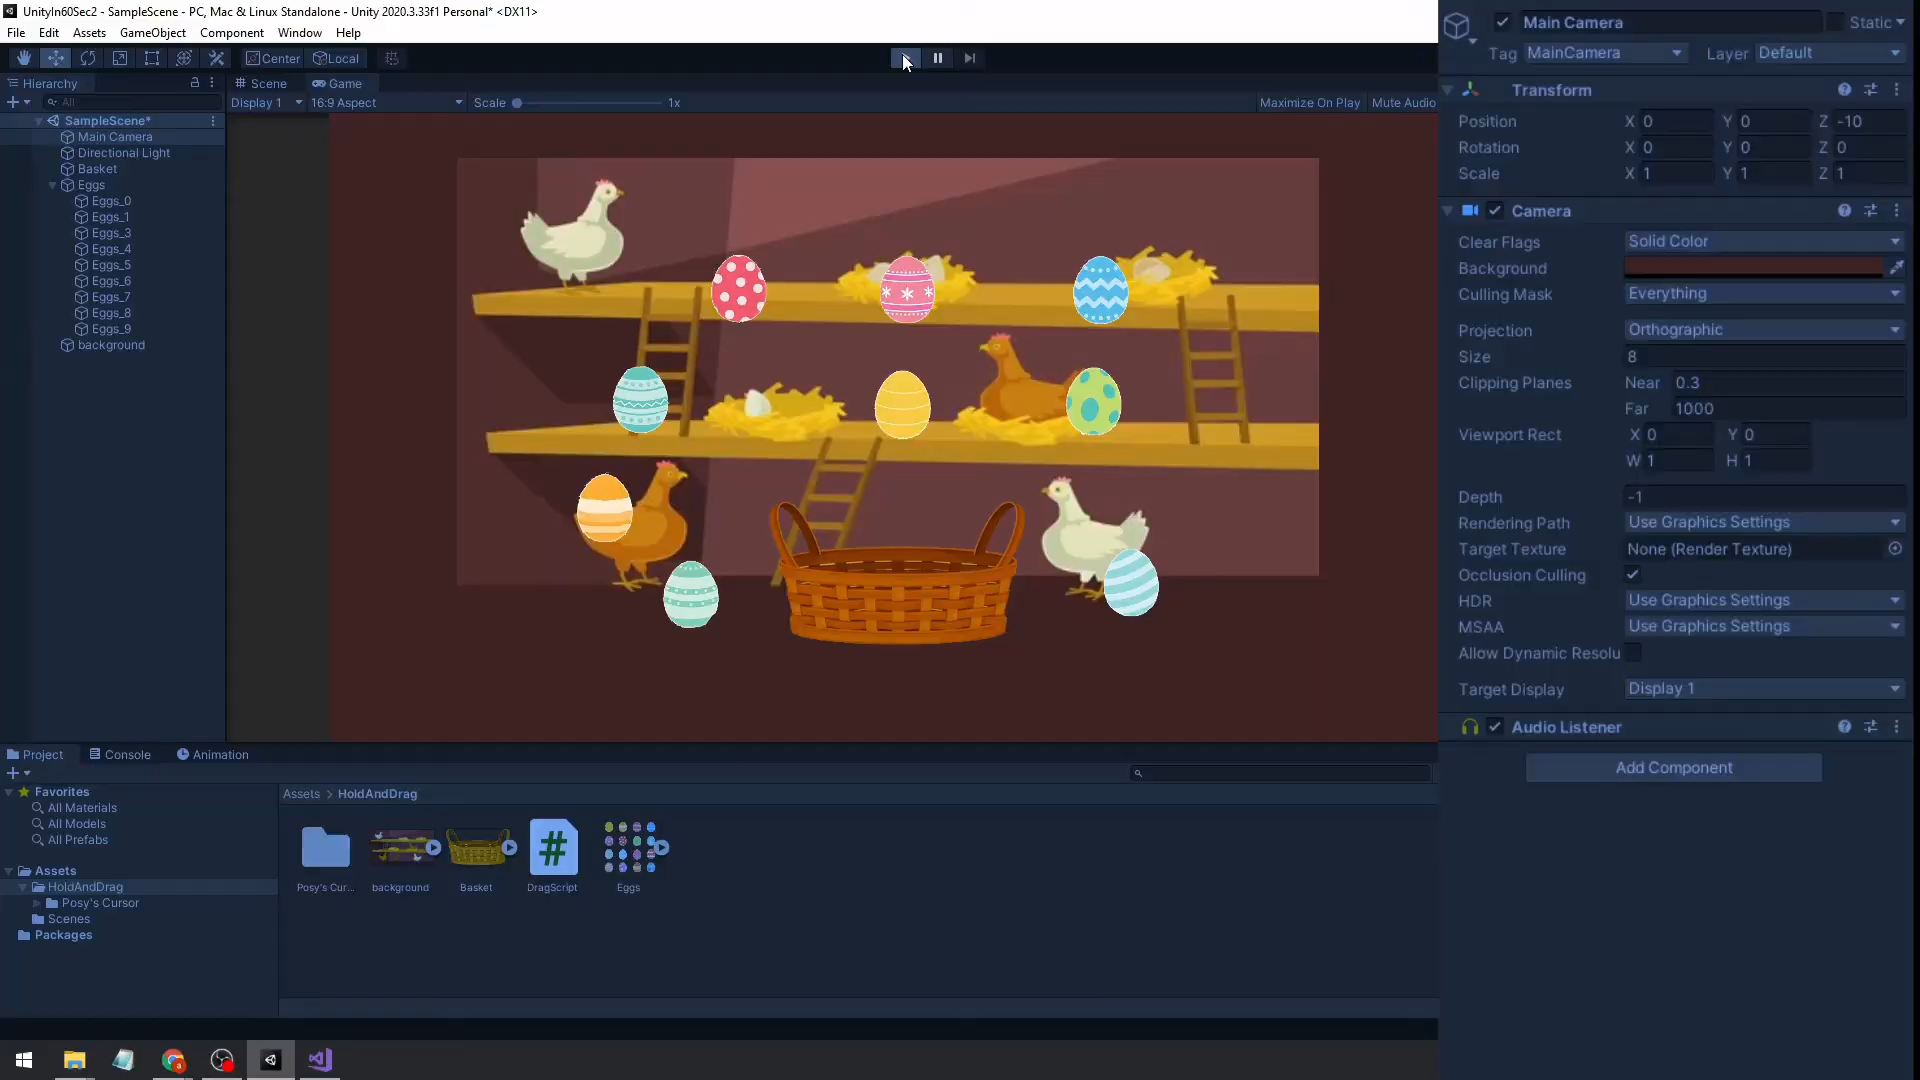 UnityIn60Sec2 - SampleScene - PC, Mac & Linux Standalone - Unity 2020.3.33f1 Personal* <DX11>
File Edit Assets GameObject Component Window Help
Center Local
Hierarchy
All
SampleScene*
Main Camera
Directional Light
Basket
Eggs
Eggs_0
Eggs_1
Eggs_3
Eggs_4
Eggs_5
Eggs_6
Eggs_7
Eggs_8
Eggs_9
background
Scene Game
Display 1 16:9 Aspect Scale 1x Maximize On Play Mute Audio
Main Camera Static
Tag MainCamera Layer Default
Transform
Position X 0 Y 0 Z -10
Rotation X 0 Y 0 Z 0
Scale X 1 Y 1 Z 1
Camera
Clear Flags Solid Color
Background
Culling Mask Everything
Projection Orthographic
Size 8
Clipping Planes Near 0.3
Far 1000
Viewport Rect X 0 Y 0
W 1 H 1
Depth -1
Rendering Path Use Graphics Settings
Target Texture None (Render Texture)
Occlusion Culling
HDR Use Graphics Settings
MSAA Use Graphics Settings
Allow Dynamic Resolu
Target Display Display 1
Audio Listener
Add Component
Project Console Animation
Favorites
All Materials
All Models
All Prefabs
Assets
HoldAndDrag
Posy's Cursor
Scenes
Packages
Assets > HoldAndDrag
Posy's Cur... background Basket DragScript Eggs